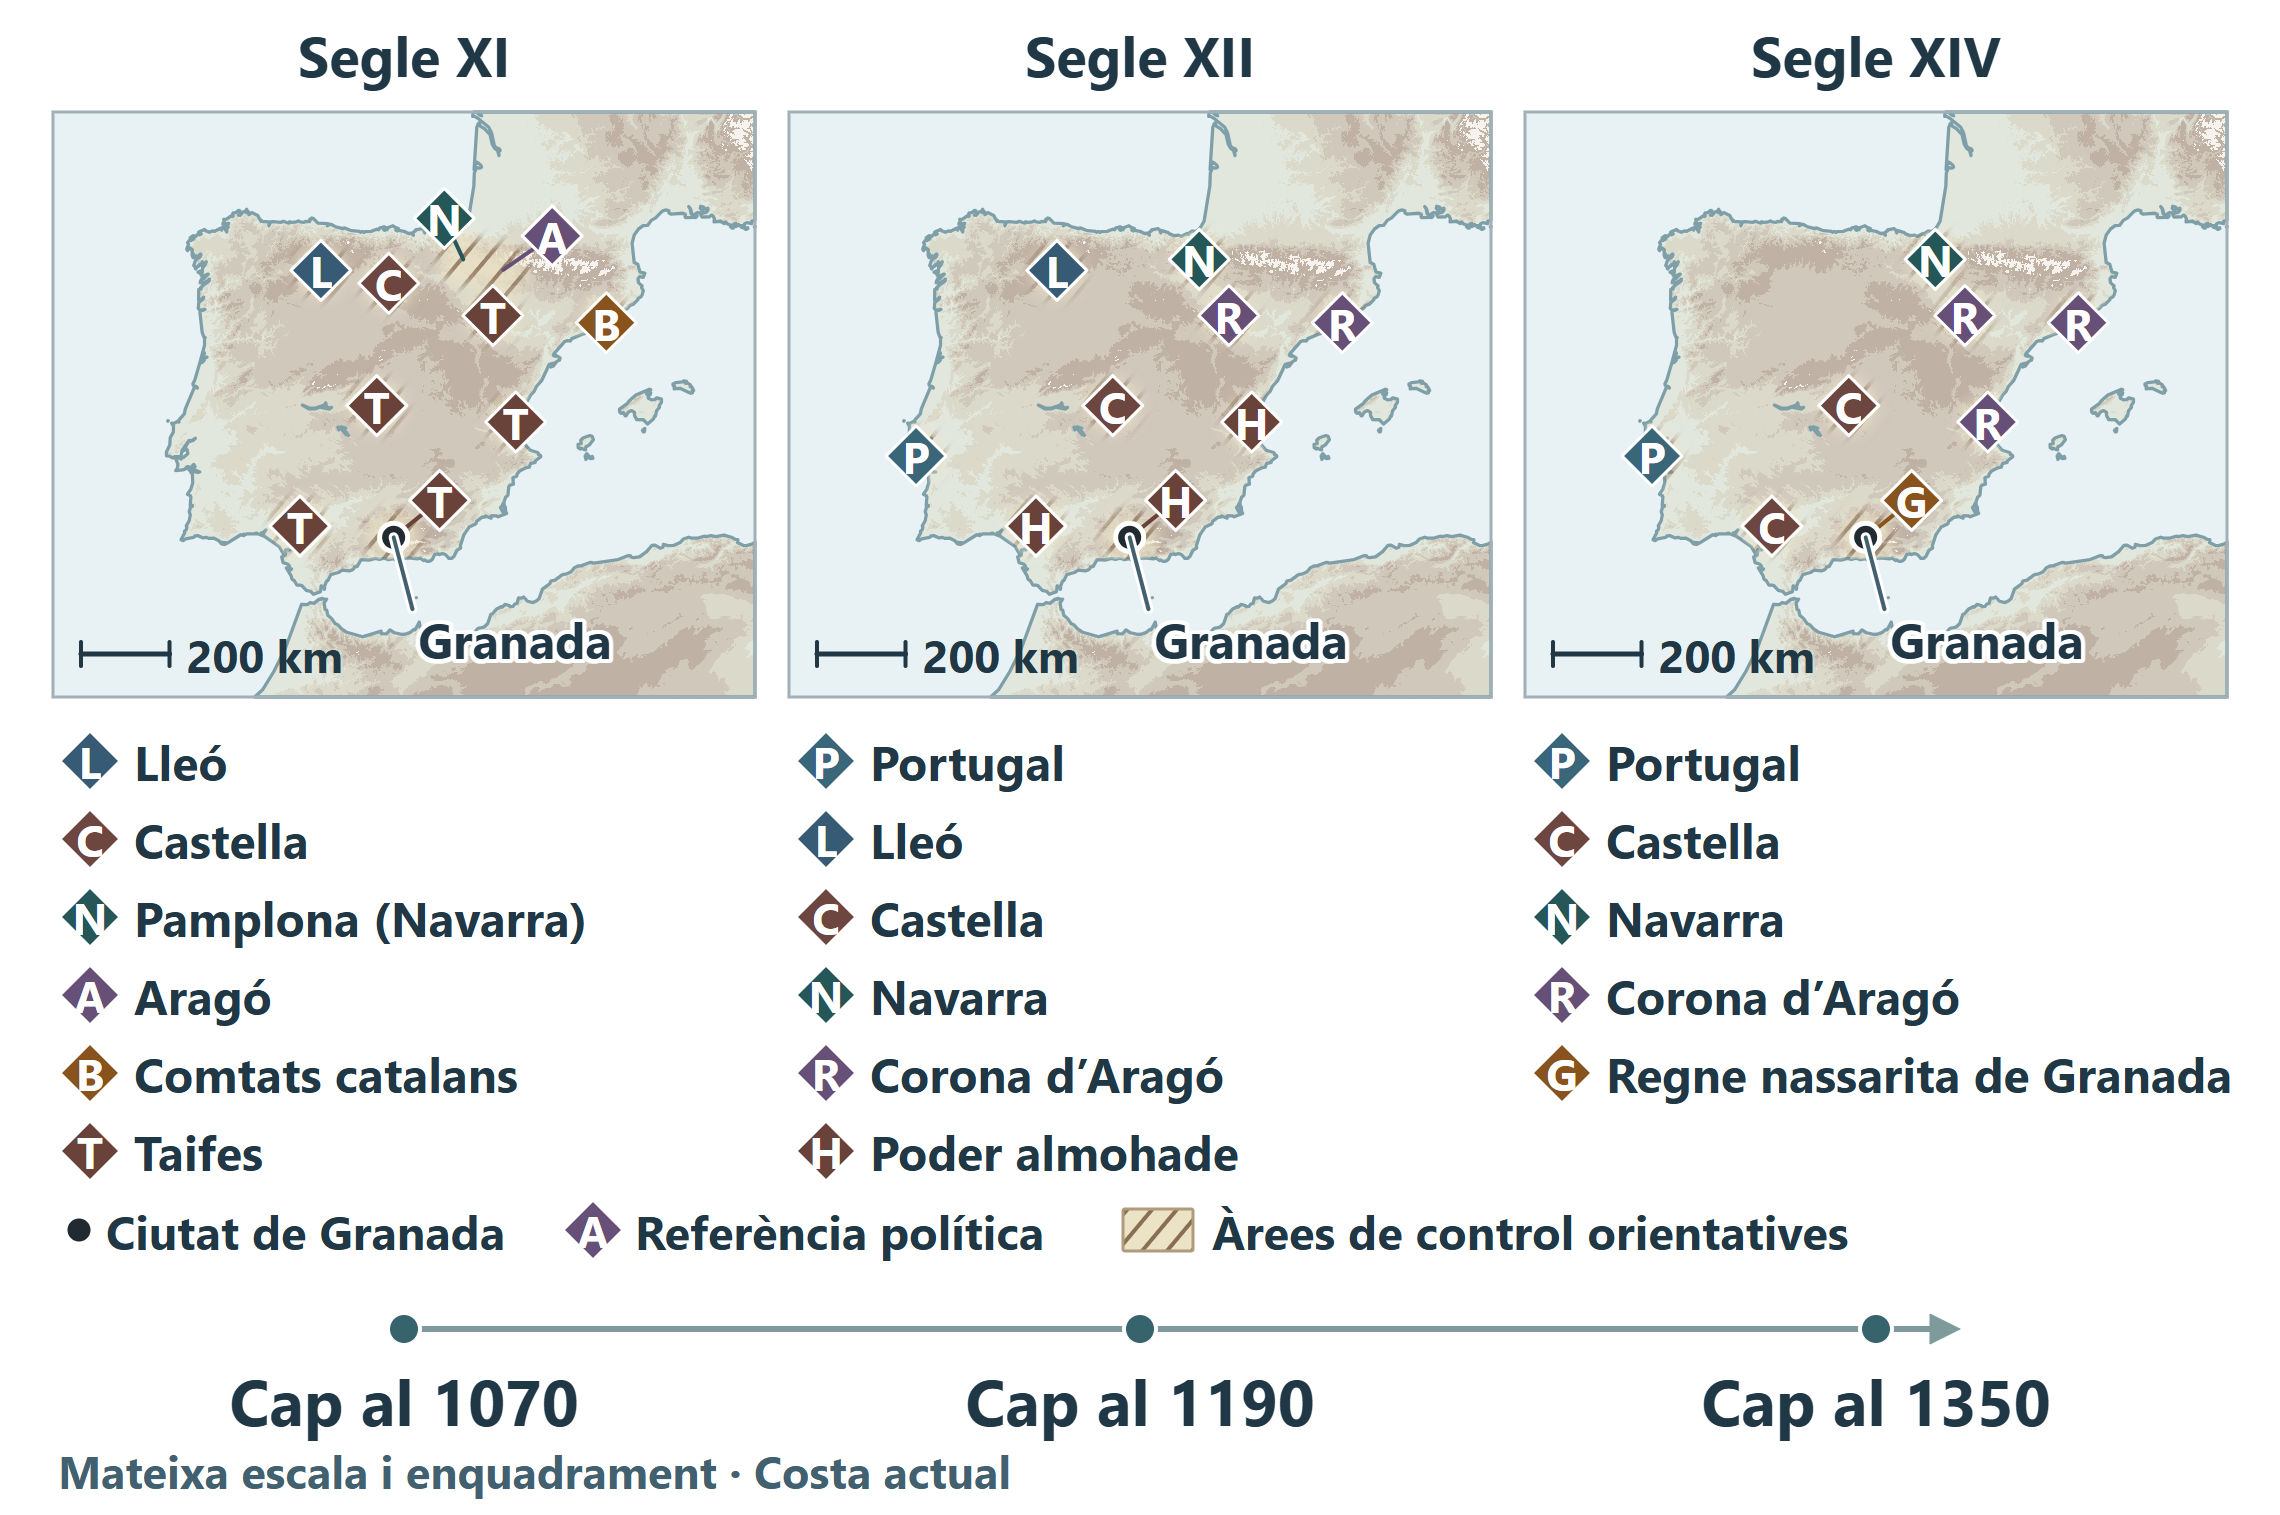 Segle XI
Segle XII
Segle XIV
N
A
L
C
T
B
T
T
T
T
Granada
200 km
L
N
R
R
C
H
P
H
H
Granada
200 km
N
R
R
C
R
P
G
C
Granada
200 km
L Lleó
C Castella
N Pamplona (Navarra)
A Aragó
B Comtats catalans
T Taifes
P Portugal
L Lleó
C Castella
N Navarra
R Corona d’Aragó
H Poder almohade
P Portugal
C Castella
N Navarra
R Corona d’Aragó
G Regne nassarita de Granada
Ciutat de Granada
A Referència política
Àrees de control orientatives
Cap al 1070
Cap al 1190
Cap al 1350
Mateixa escala i enquadrament · Costa actual